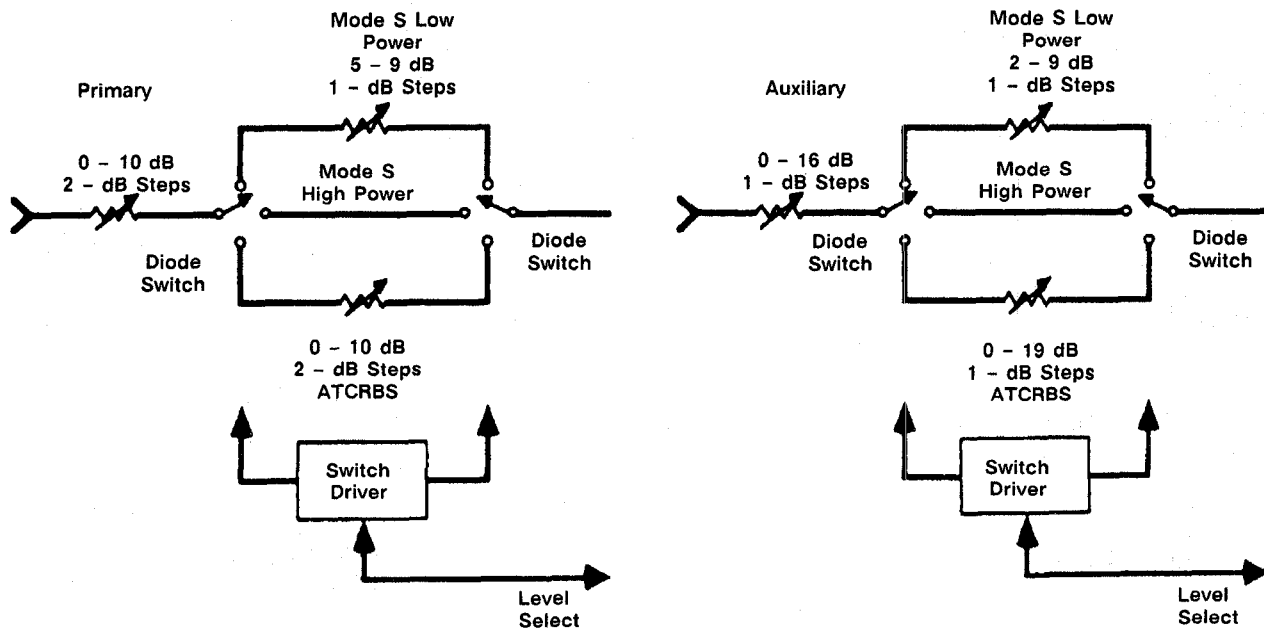 Mode S Low
Power
5 - 9 dB
1 - dB Steps
Primary
0 - 10 dB
2 - dB Steps
Mode S
High Power
Diode
Switch
Diode
Switch
0 - 10 dB
2 - dB Steps
ATCRBS
Switch
Driver
Level
Select
Mode S Low
Power
2 - 9 dB
1 - dB Steps
Auxiliary
0 - 16 dB
1 - dB Steps
Mode S
High Power
Diode
Switch
Diode
Switch
0 - 19 dB
1 - dB Steps
ATCRBS
Switch
Driver
Level
Select